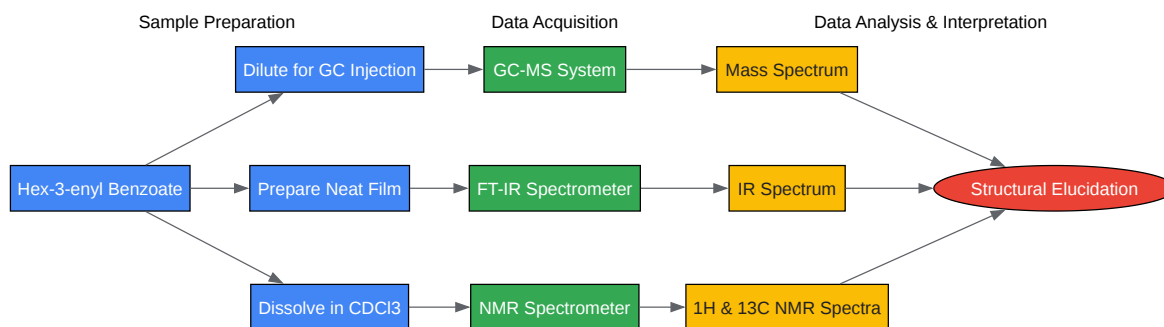 Sample Preparation
Data Acquisition
Data Analysis & Interpretation
Dilute for GC Injection
GC-MS System
Mass Spectrum
Hex-3-enyl Benzoate
Prepare Neat Film
FT-IR Spectrometer
IR Spectrum
Structural Elucidation
Dissolve in CDCl3
NMR Spectrometer
1H & 13C NMR Spectra